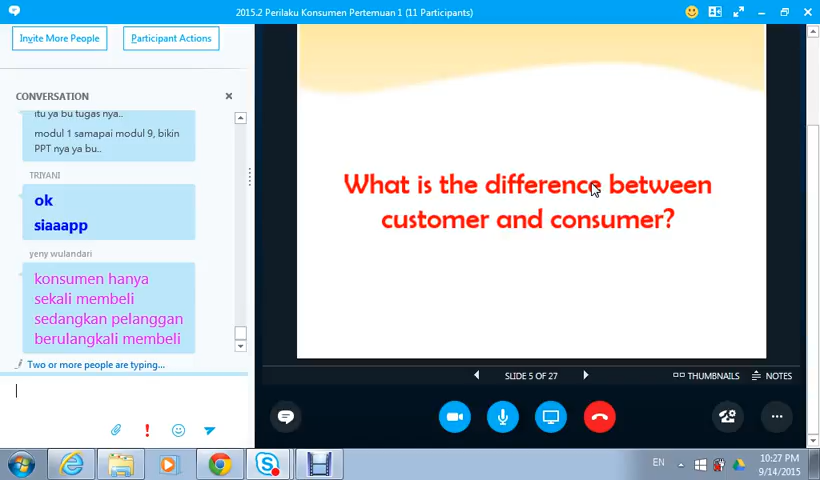 2015.2 Perilaku Konsumen Pertemuan 1 (11 Participants)
Invite More People
Participant Actions
CONVERSATION
itu ya bu tugas nya..
modul 1 samapai modul 9, bikin
PPT nya ya bu..
TRIYANI
ok
siaaapp
yeny wulandari
konsumen hanya
sekali membeli
sedangkan pelanggan
berulangkali membeli
Two or more people are typing...
What is the difference between
customer and consumer?
SLIDE 5 OF 27
THUMBNAILS
NOTES
EN
10:27 PM
9/14/2015